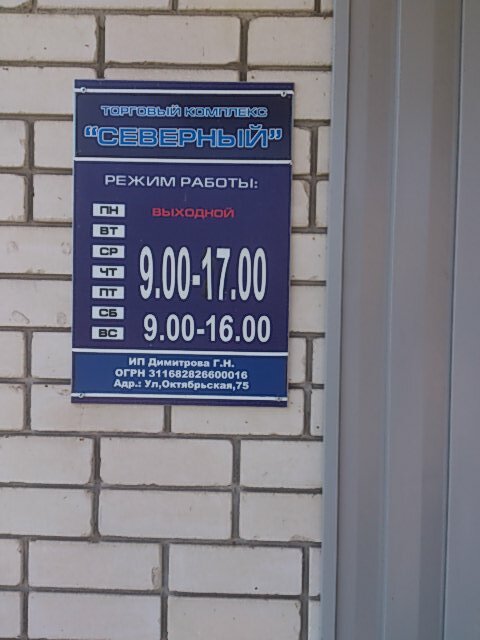 ТОРГОВЫЙ КОМПЛЕКС
"СЕВЕРНЫЙ"
РЕЖИМ РАБОТЫ:
ПН ВЫХОДНОЙ
ВТ
СР
ЧТ 9.00-17.00
ПТ
СБ
ВС 9.00-16.00
ИП Димитрова Г.Н.
ОГРН 311682826600016
Адр.: Ул,Октябрьская,75